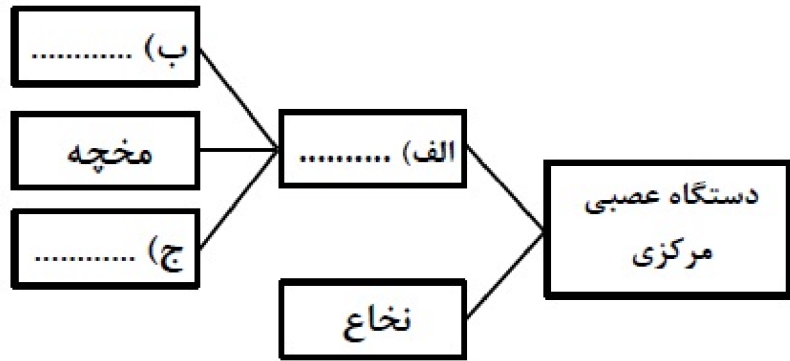 دستگاه عصبی
مرکزی
الف) ..........
نخاع
ب) ............
مخچه
ج) ............